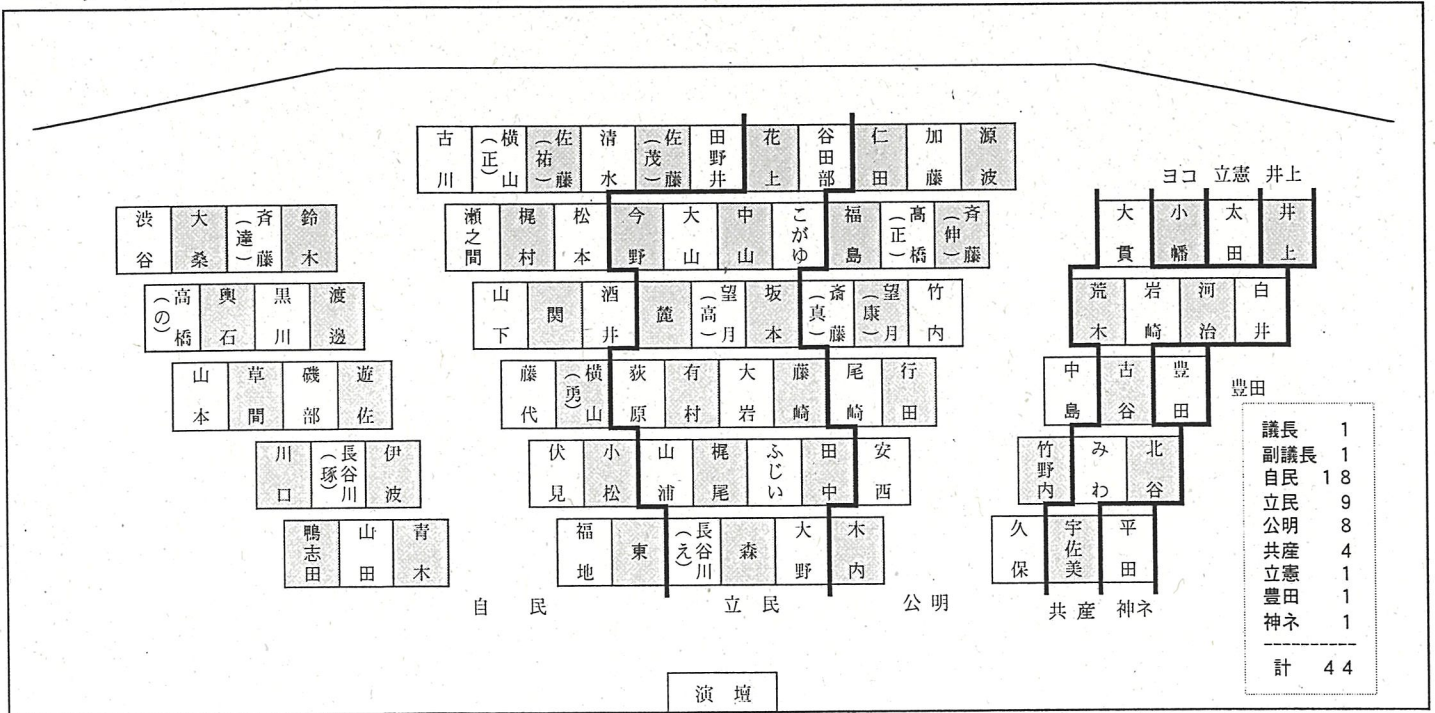 古川 横山(正) 佐藤(祐) 清水 佐藤(茂) 田野井 花上 谷田部 仁田 加藤 源波
ヨコ 立憲 井上
渋谷 大桑 斉藤(達) 鈴木 瀬之間 梶村 松本 今野 大山 中山 こがゆ 福島 髙橋(正) 斉藤(伸) 大貫 小幡 太田 井上
高橋(の) 輿石 黒川 渡邊 山下 関 酒井 麓 望月(高) 坂本 斎藤(真) 望月(康) 竹内 荒木 岩崎 河治 白井
山本 草間 磯部 遊佐 藤代 横山(勇) 荻原 有村 大岩 藤崎 尾崎 行田 中島 古谷 豊田
豊田
川口 長谷川(琢) 伊波 伏見 小松 山浦 梶尾 ふじい 田中 安西 竹野内 みわ 北谷
鴨志田 山田 青木 福地 東 長谷川(え) 森 大野 木内 久保 宇佐美 平田
自民 立民 公明 共産 神ネ
演壇
議長 1
副議長 1
自民 18
立民 9
公明 8
共産 4
立憲 1
豊田 1
神ネ 1
計 44